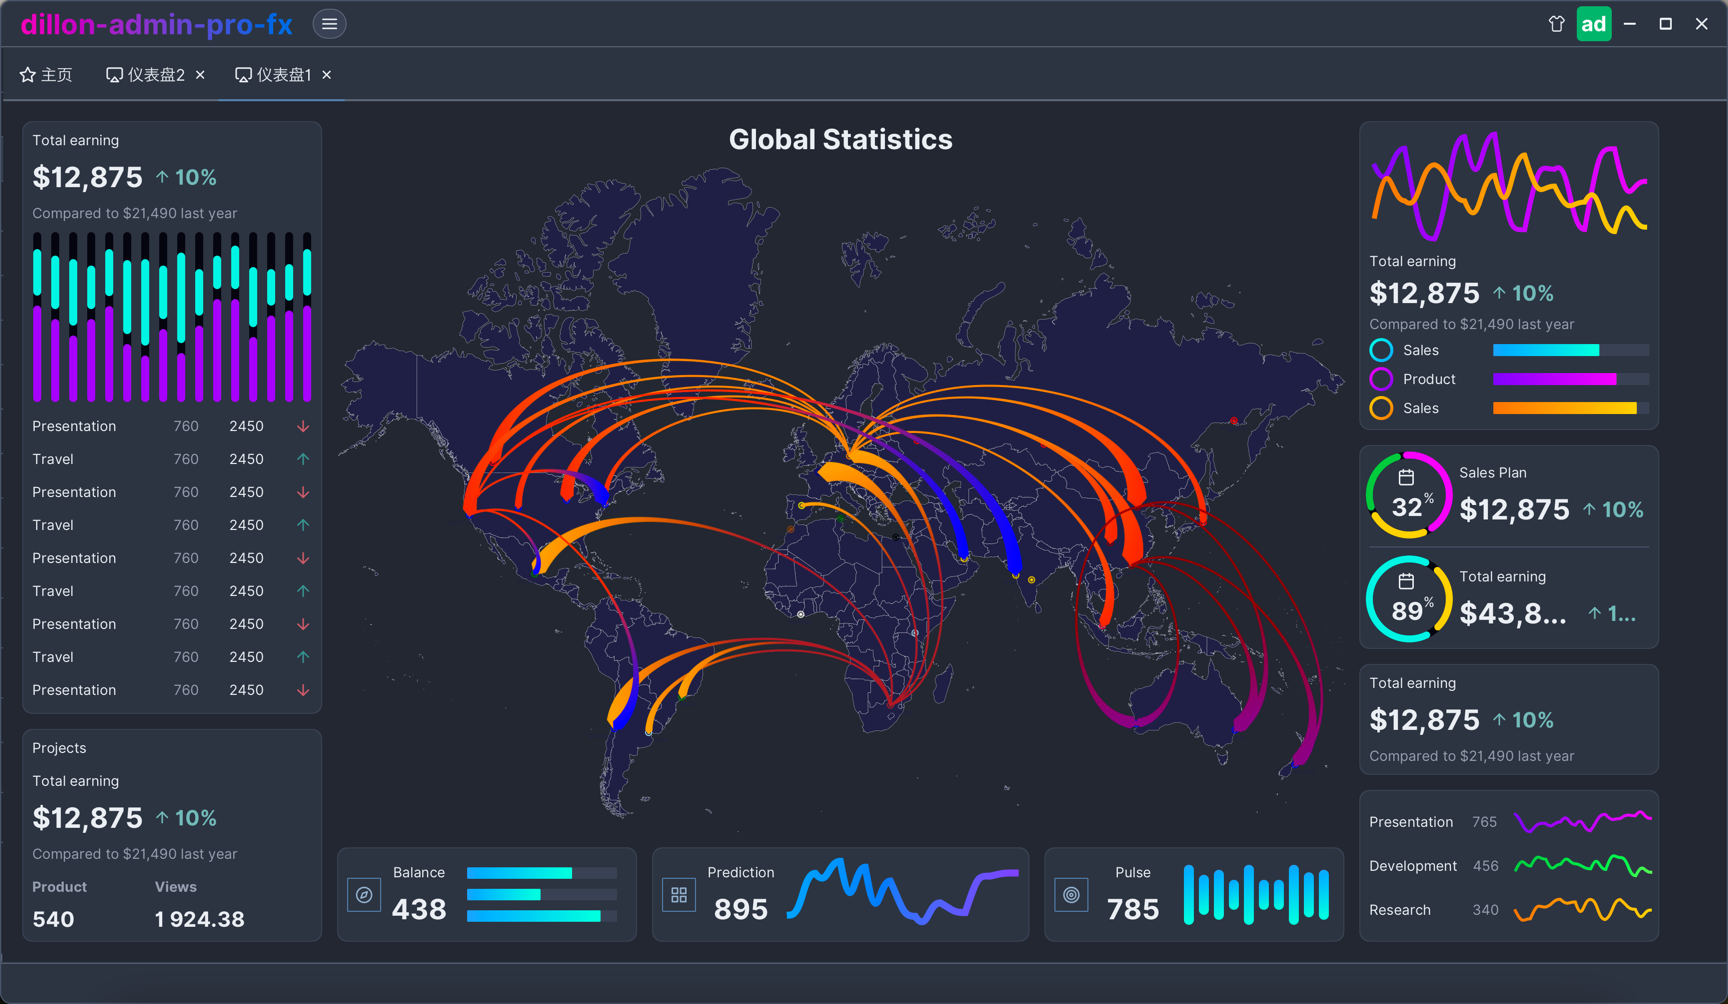 dillon-admin-pro-fx
ad
主页
仪表盘2
仪表盘1
Total earning
$12,875 ↑ 10%
Compared to $21,490 last year
Presentation 760 2450 ↓
Travel 760 2450 ↑
Presentation 760 2450 ↓
Travel 760 2450 ↑
Presentation 760 2450 ↓
Travel 760 2450 ↑
Presentation 760 2450 ↓
Travel 760 2450 ↑
Presentation 760 2450 ↓
Projects
Total earning
$12,875 ↑ 10%
Compared to $21,490 last year
Product Views
540 1 924.38
Global Statistics
Balance
438
Prediction
895
Pulse
785
Total earning
$12,875 ↑ 10%
Compared to $21,490 last year
Sales
Product
Sales
32%
Sales Plan
$12,875 ↑ 10%
89%
Total earning
$43,8... ↑ 1...
Total earning
$12,875 ↑ 10%
Compared to $21,490 last year
Presentation 765
Development 456
Research 340